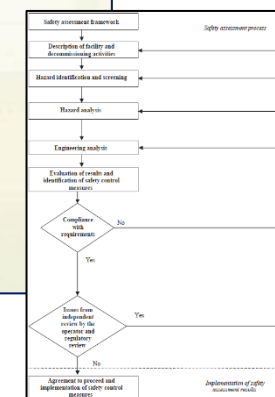 Safety assessment framework
Safety assessment process
Description of facility and
decommissioning activities
Hazard identification and screening
Hazard analysis
Engineering analysis
Evaluation of results and
identification of safety control
measures
Compliance
with
requirements
No
Yes
Issues from
independent
review by the
operator and
regulatory
review
Yes
No
Agreement to proceed and
implementation of safety control
measures
Implementation of safety
assessment results